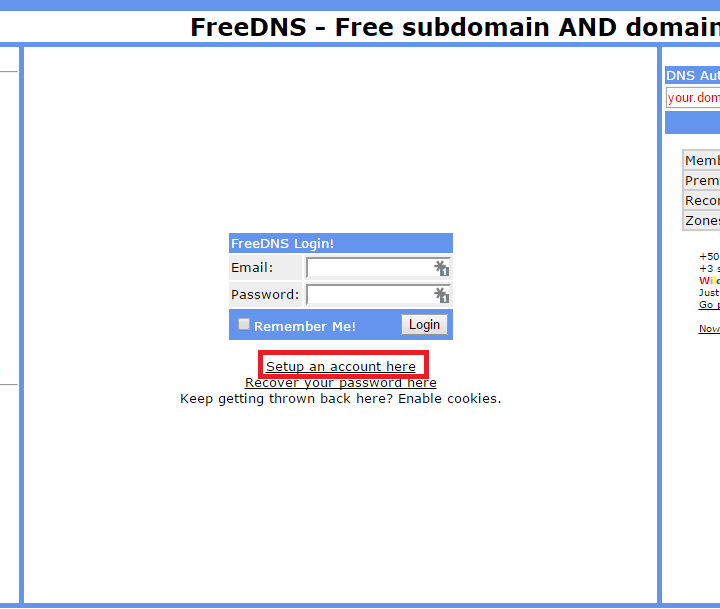 FreeDNS - Free subdomain AND domain
DNS Aut
your.dom
Memb
Prem
Recor
Zones
+50
+3 s
Wild
Just
Go p
Now
FreeDNS Login!
Email:
Password:
Remember Me! Login
Setup an account here
Recover your password here
Keep getting thrown back here? Enable cookies.